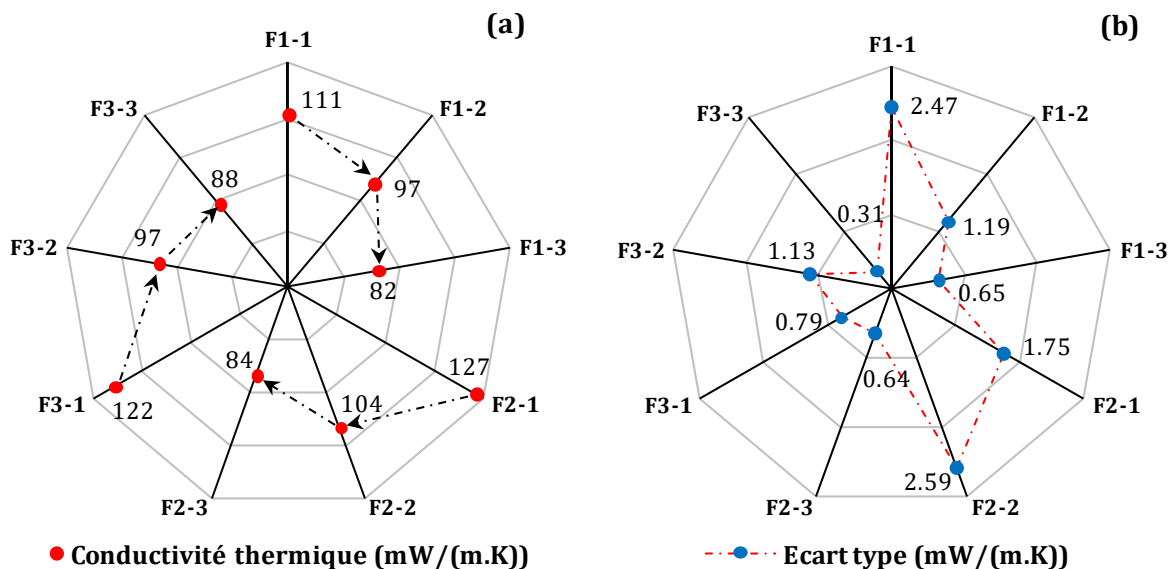 (a)
F1-1
111
F1-2
97
F1-3
82
127
F2-1
104
F2-2
84
F2-3
122
F3-1
97
F3-2
88
F3-3
Conductivité thermique (mW/(m.K))
(b)
F1-1
2.47
F1-2
1.19
F1-3
0.65
1.75
F2-1
2.59
F2-2
0.64
F2-3
0.79
F3-1
1.13
F3-2
0.31
F3-3
Ecart type (mW/(m.K))